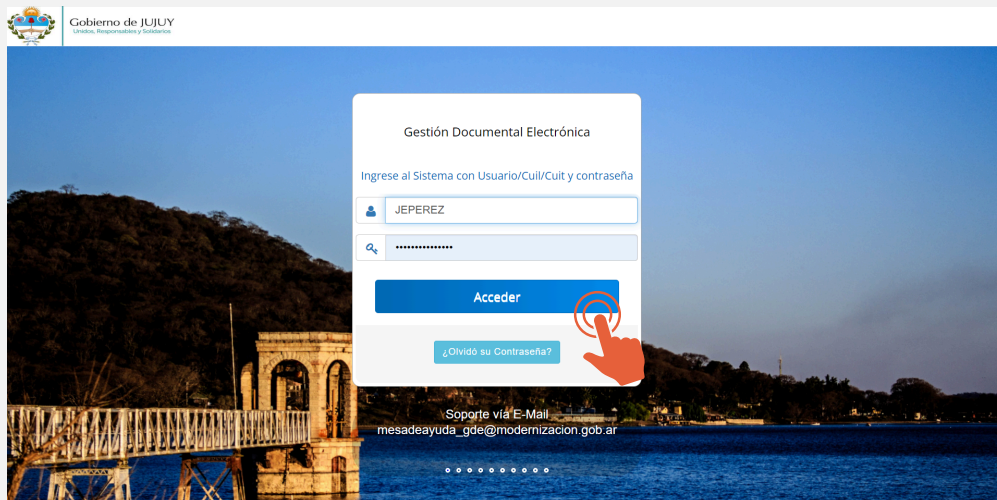 Gobierno de JUJUY
Unidos, Responsables y Solidarios
Gestión Documental Electrónica
Ingrese al Sistema con Usuario/Cuil/Cuit y contraseña
JEPEREZ
•••••••••••••••
Acceder
¿Olvidó su Contraseña?
Soporte vía E-Mail
mesadeayuda_gde@modernizacion.gob.ar